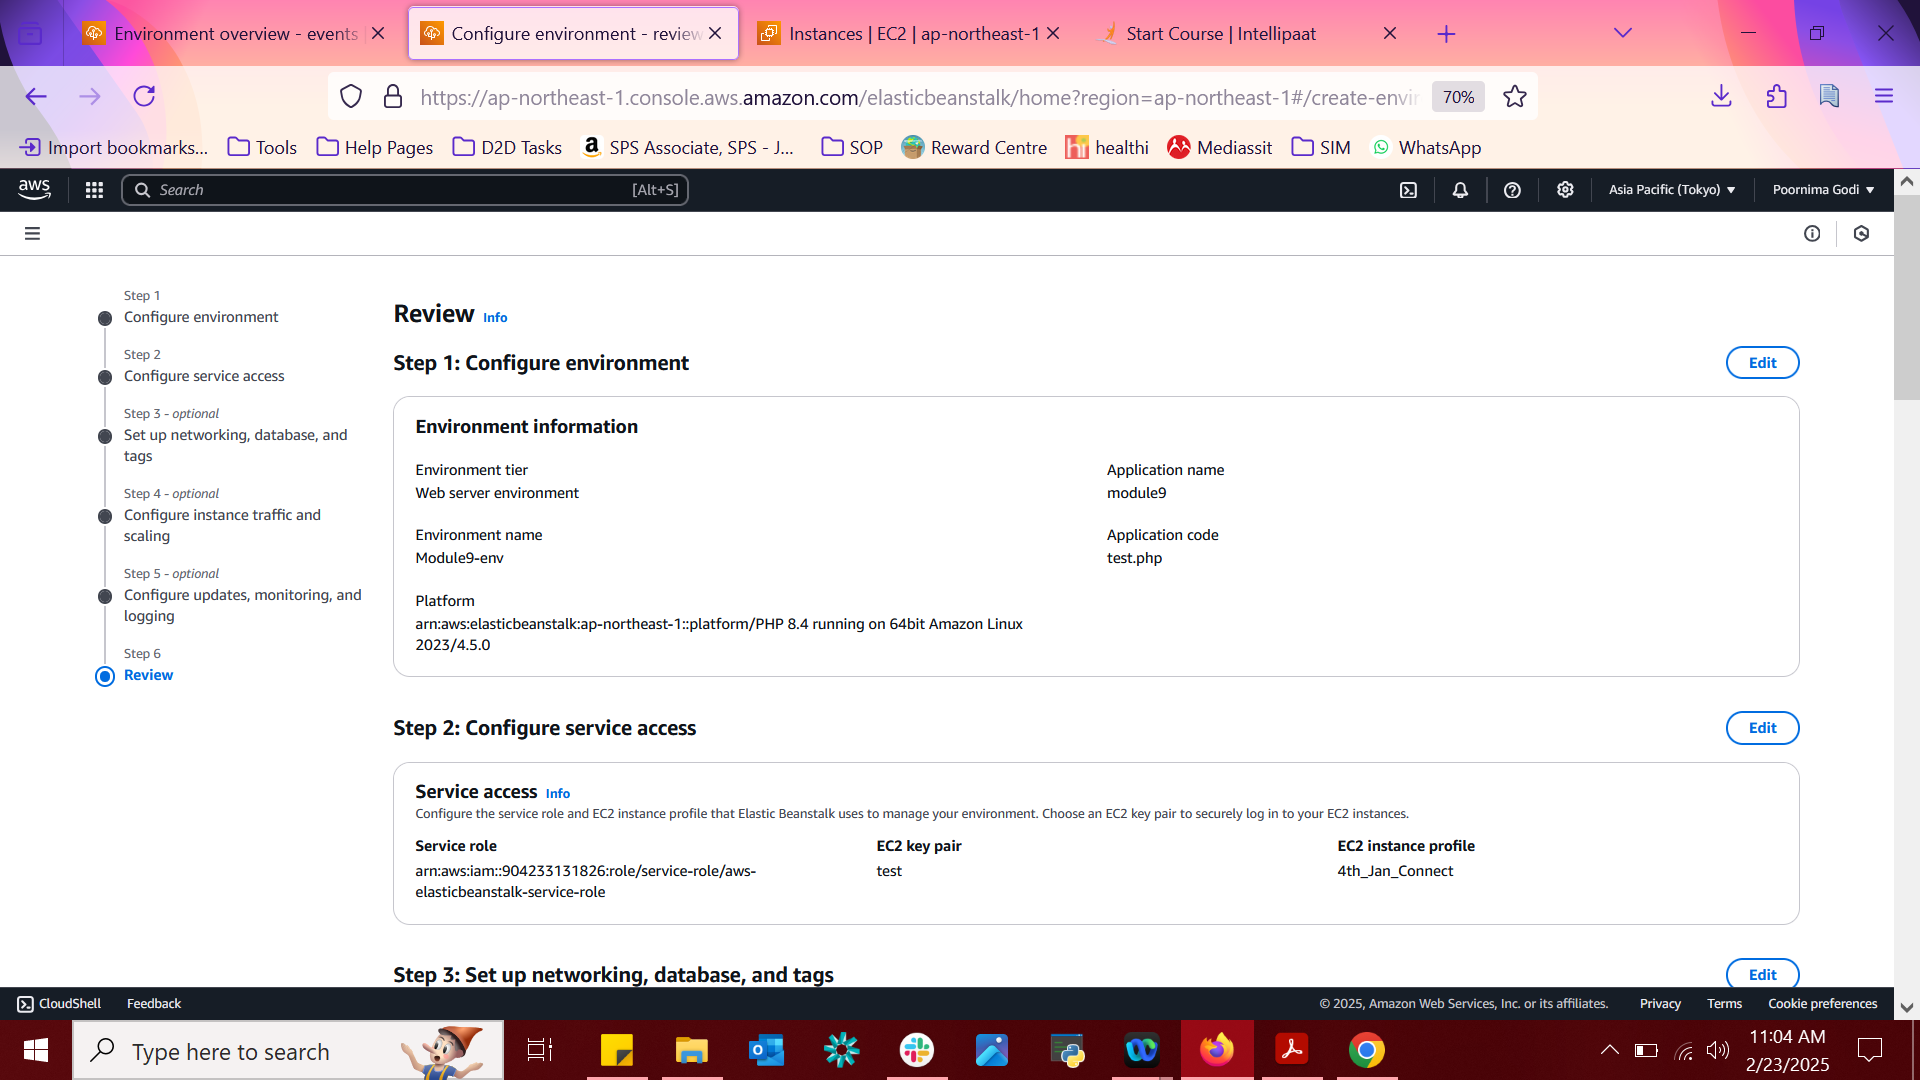 Environment overview - events
Configure environment - review
Instances | EC2 | ap-northeast-1
Start Course | Intellipaat
https://ap-northeast-1.console.aws.amazon.com/elasticbeanstalk/home?region=ap-northeast-1#/create-envir
70%
Import bookmarks...
Tools
Help Pages
D2D Tasks
SPS Associate, SPS - J...
SOP
Reward Centre
healthi
Mediassit
SIM
WhatsApp
aws
Search
[Alt+S]
Asia Pacific (Tokyo)
Poornima Godi
Step 1
Configure environment
Step 2
Configure service access
Step 3 - optional
Set up networking, database, and
tags
Step 4 - optional
Configure instance traffic and
scaling
Step 5 - optional
Configure updates, monitoring, and
logging
Step 6
Review
Review Info
Step 1: Configure environment
Edit
Environment information
Environment tier
Web server environment
Application name
module9
Environment name
Module9-env
Application code
test.php
Platform
arn:aws:elasticbeanstalk:ap-northeast-1::platform/PHP 8.4 running on 64bit Amazon Linux
2023/4.5.0
Step 2: Configure service access
Edit
Service access Info
Configure the service role and EC2 instance profile that Elastic Beanstalk uses to manage your environment. Choose an EC2 key pair to securely log in to your EC2 instances.
Service role
arn:aws:iam::904233131826:role/service-role/aws-
elasticbeanstalk-service-role
EC2 key pair
test
EC2 instance profile
4th_Jan_Connect
Step 3: Set up networking, database, and tags
Edit
CloudShell
Feedback
© 2025, Amazon Web Services, Inc. or its affiliates.
Privacy
Terms
Cookie preferences
Type here to search
11:04 AM
2/23/2025